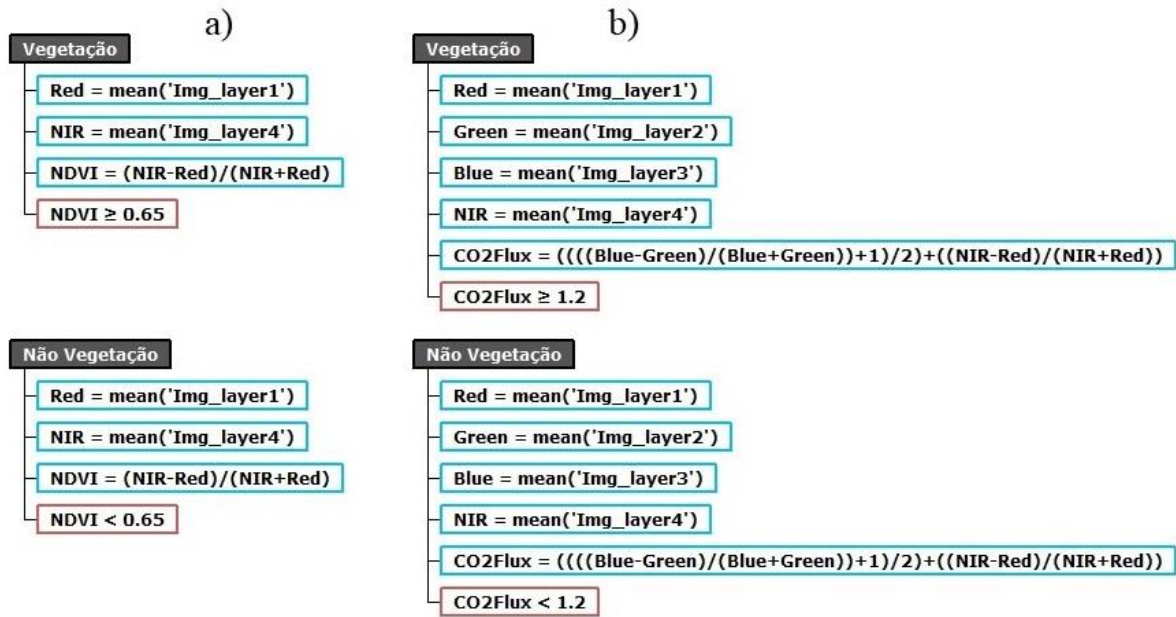 a)
Vegetação
Red = mean('Img_layer1')
NIR = mean('Img_layer4')
NDVI = (NIR-Red)/(NIR+Red)
NDVI ≥ 0.65
Não Vegetação
Red = mean('Img_layer1')
NIR = mean('Img_layer4')
NDVI = (NIR-Red)/(NIR+Red)
NDVI < 0.65
b)
Vegetação
Red = mean('Img_layer1')
Green = mean('Img_layer2')
Blue = mean('Img_layer3')
NIR = mean('Img_layer4')
CO2Flux = ((((Blue-Green)/(Blue+Green))+1)/2)+((NIR-Red)/(NIR+Red))
CO2Flux ≥ 1.2
Não Vegetação
Red = mean('Img_layer1')
Green = mean('Img_layer2')
Blue = mean('Img_layer3')
NIR = mean('Img_layer4')
CO2Flux = ((((Blue-Green)/(Blue+Green))+1)/2)+((NIR-Red)/(NIR+Red))
CO2Flux < 1.2